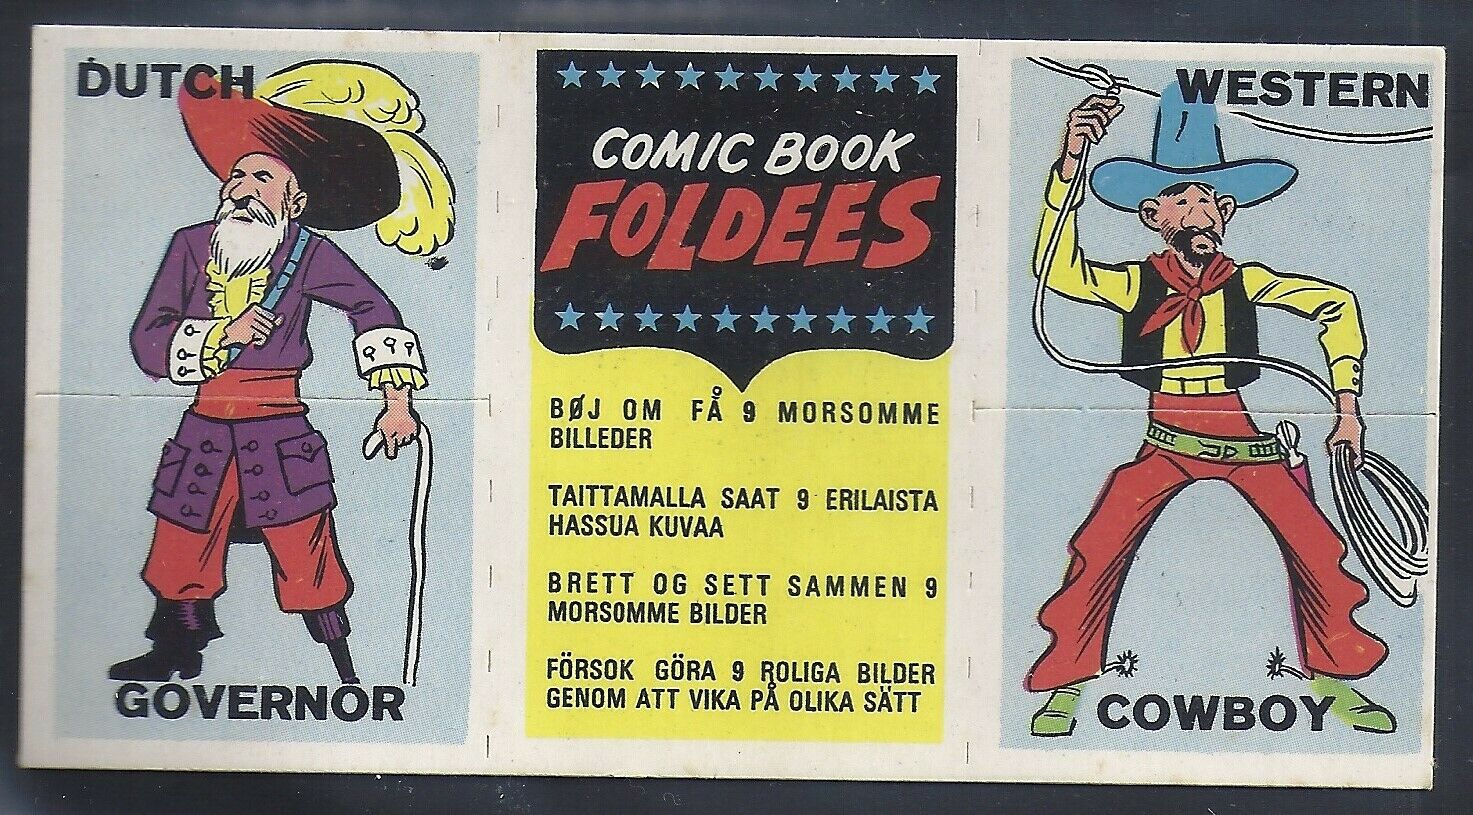 DUTCH
GOVERNOR
COMIC BOOK
FOLDEES
BØJ OM FÅ 9 MORSOMME
BILLEDER
TAITTAMALLA SAAT 9 ERILAISTA
HASSUA KUVAA
BRETT OG SETT SAMMEN 9
MORSOMME BILDER
FÖRSOK GÖRA 9 ROLIGA BILDER
GENOM ATT VIKA PÅ OLIKA SÄTT
WESTERN
COWBOY